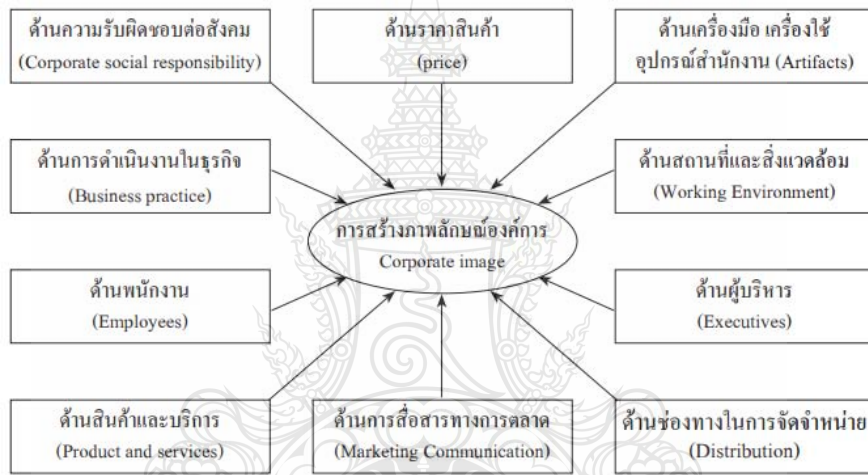 ด้านความรับผิดชอบต่อสังคม
(Corporate social responsibility)
ด้านราคาสินค้า
(price)
ด้านเครื่องมือ เครื่องใช้
อุปกรณ์สำนักงาน (Artifacts)
ด้านการดำเนินงานในธุรกิจ
(Business practice)
ด้านสถานที่และสิ่งแวดล้อม
(Working Environment)
การสร้างภาพลักษณ์องค์การ
Corporate image
ด้านพนักงาน
(Employees)
ด้านผู้บริหาร
(Executives)
ด้านสินค้าและบริการ
(Product and services)
ด้านการสื่อสารทางการตลาด
(Marketing Communication)
ด้านช่องทางในการจัดจำหน่าย
(Distribution)